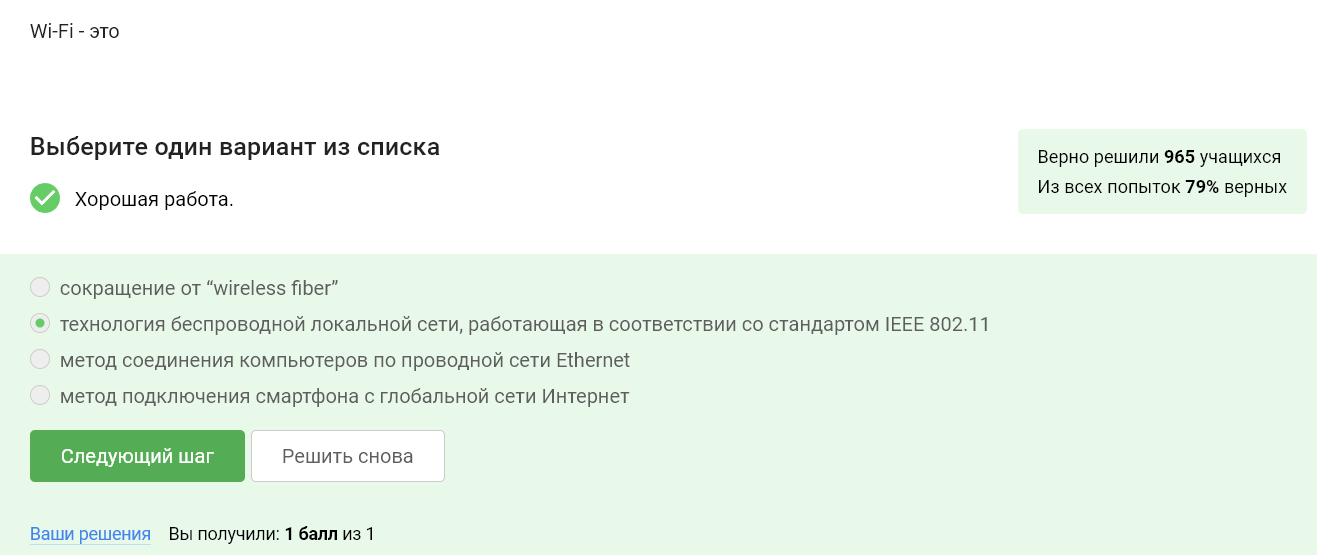 Wi-Fi - это
Выберите один вариант из списка
Хорошая работа.
Верно решили 965 учащихся
Из всех попыток 79% верных
сокращение от “wireless fiber”
технология беспроводной локальной сети, работающая в соответствии со стандартом IEEE 802.11
метод соединения компьютеров по проводной сети Ethernet
метод подключения смартфона с глобальной сети Интернет
Следующий шаг
Решить снова
Ваши решения Вы получили: 1 балл из 1